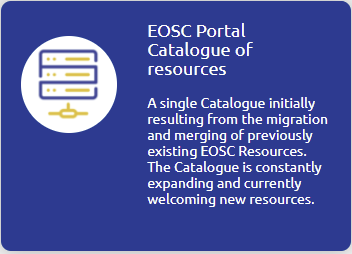 EOSC Portal
Catalogue of
resources
A single Catalogue initially
resulting from the migration
and merging of previously
existing EOSC Resources.
The Catalogue is constantly
expanding and currently
welcoming new resources.